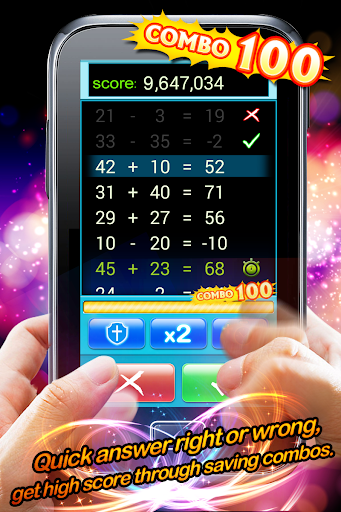 COMBO 100
score: 9,647,034
21 - 3 = 19
33 - 35 = -2
42 + 10 = 52
40 + 31 = 71
29 + 27 = 56
10 - 20 = -10
45 + 23 = 68
COMBO 100
x2
Quick answer right or wrong,
get high score through saving combos.